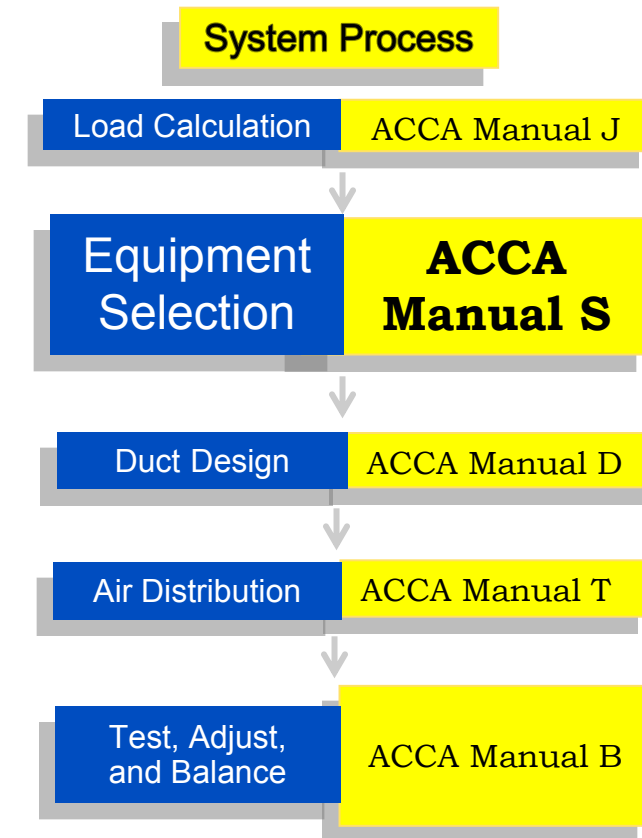 System Process
Load Calculation ACCA Manual J
Equipment
Selection
ACCA
Manual S
Duct Design ACCA Manual D
Air Distribution ACCA Manual T
Test, Adjust,
and Balance
ACCA Manual B